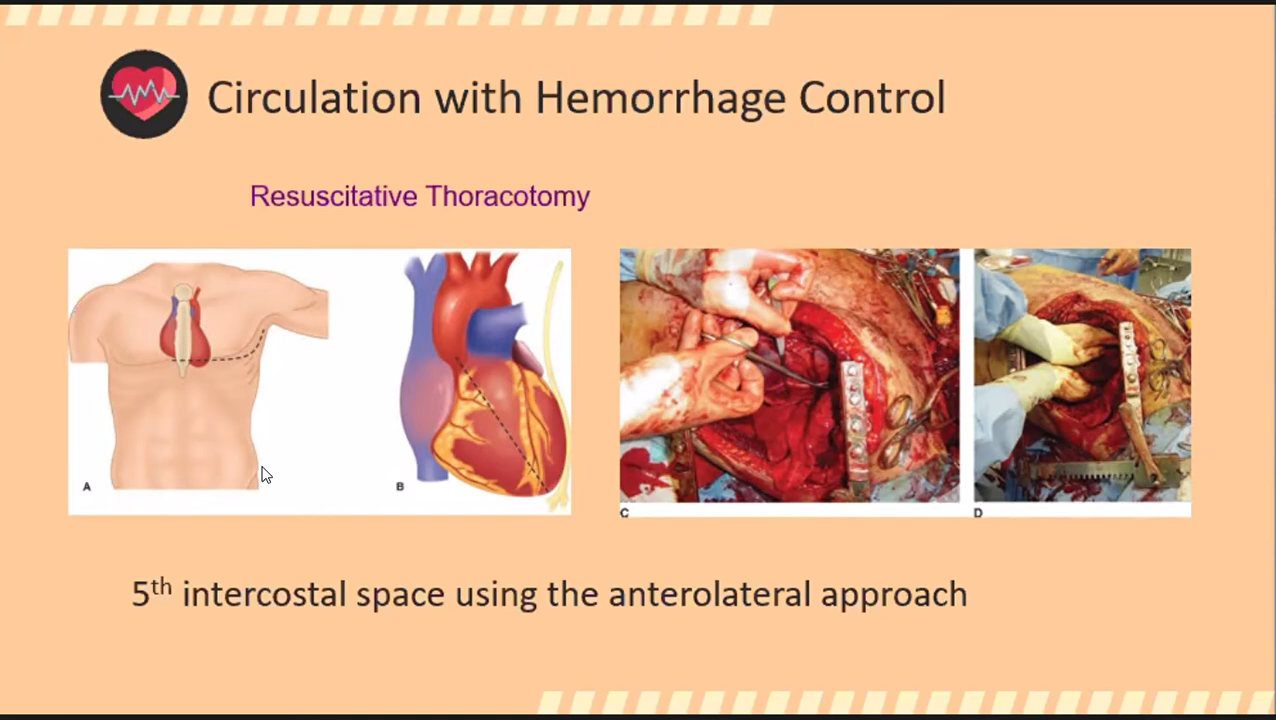 Circulation with Hemorrhage Control
Resuscitative Thoracotomy
A
B
C
D
5th intercostal space using the anterolateral approach